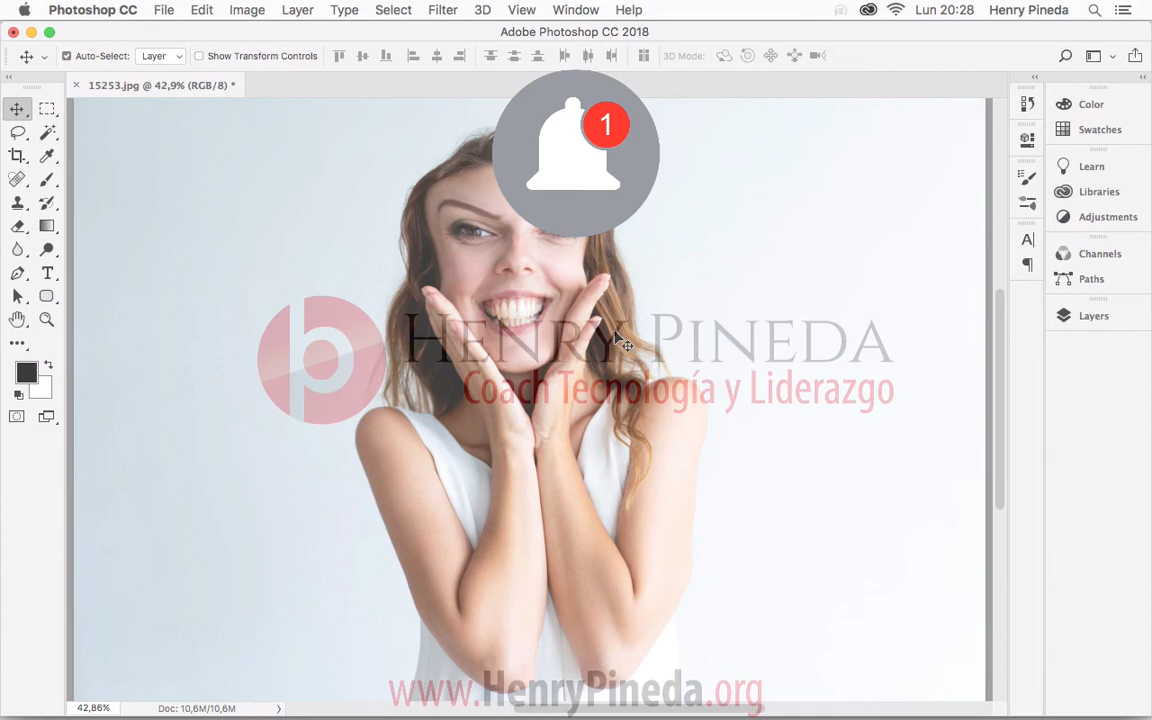 Photoshop CC File Edit Image Layer Type Select Filter 3D View Window Help Lun 20:28 Henry Pineda
Adobe Photoshop CC 2018
Auto-Select: Layer Show Transform Controls 3D Mode:
15253.jpg @ 42,9% (RGB/8) *
1
Color
Swatches
Learn
Libraries
Adjustments
Channels
Paths
Layers
Henry Pineda
Coach Tecnología y Liderazgo
www.HenryPineda.org
42,86% Doc: 10,6M/10,6M